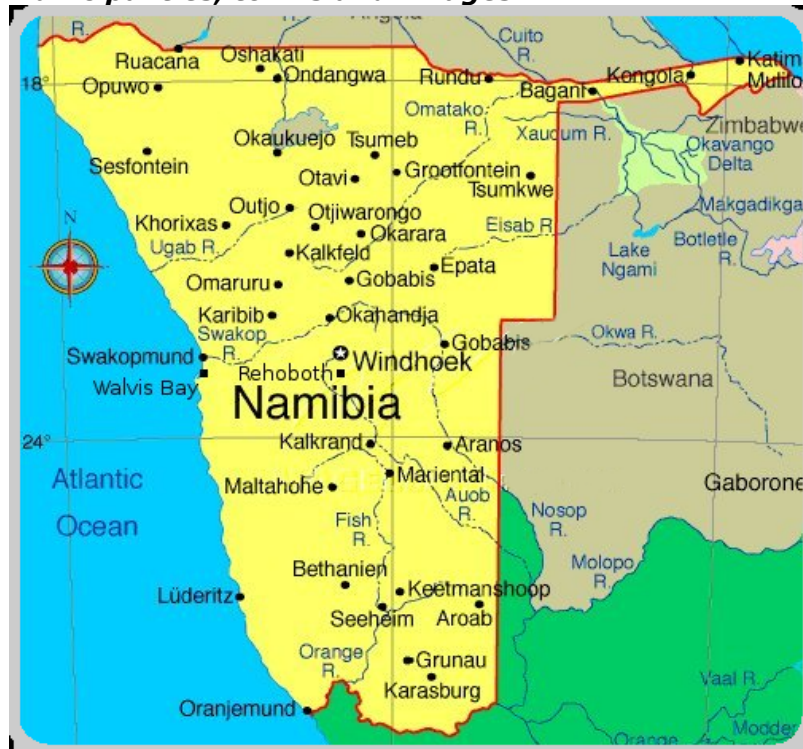 Angola
R.
Cuito
R.
Ruacana
Oshakati
Ondangwa
Rundu
Bagani
Kongola
Katim
Mulilo
18°
Opuwo
Omatako
R.
Xaudum R.
Zimbabwe
Okavango
Delta
Sesfontein
Okaukuejo
Tsumeb
Grootfontein
Otavi
Tsumkwe
Makgadikga
N
Khorixas
Outjo
Otjiwarongo
Okarara
Eisab R
Botletle
R.
Ugab R.
Kalkfeld
Epata
Lake
Ngami
Omaruru
Gobabis
Karibib
Okahandja
Swakop
R.
Gobabis
Okwa R.
Swakopmund
Windhoek
Walvis Bay
Rehoboth
Botswana
Namibia
24°
Kalkrand
Aranos
Atlantic
Ocean
Maltahohe
Mariental
Auob
R.
Gaborone
Fish
R.
Nosop
R.
Molopo
R.
Bethanien
Lüderitz
Keetmanshoop
Seeheim
Aroab
Orange
R.
Grunau
Karasburg
Vaal R.
Oranjemund
Orange
Modder